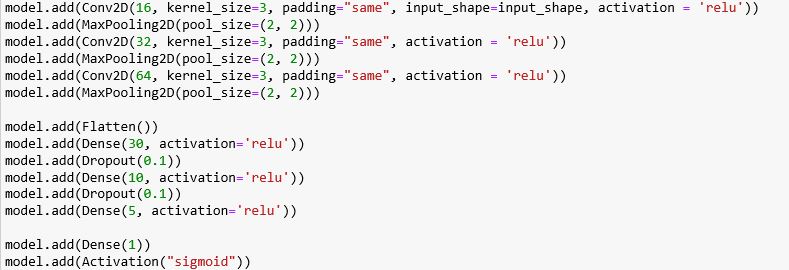 model.add(Conv2D(16, kernel_size=3, padding="same", input_shape=input_shape, activation = 'relu'))
model.add(MaxPooling2D(pool_size=(2, 2)))
model.add(Conv2D(32, kernel_size=3, padding="same", activation = 'relu'))
model.add(MaxPooling2D(pool_size=(2, 2)))
model.add(Conv2D(64, kernel_size=3, padding="same", activation = 'relu'))
model.add(MaxPooling2D(pool_size=(2, 2)))
model.add(Flatten())
model.add(Dense(30, activation='relu'))
model.add(Dropout(0.1))
model.add(Dense(10, activation='relu'))
model.add(Dropout(0.1))
model.add(Dense(5, activation='relu'))
model.add(Dense(1))
model.add(Activation("sigmoid"))